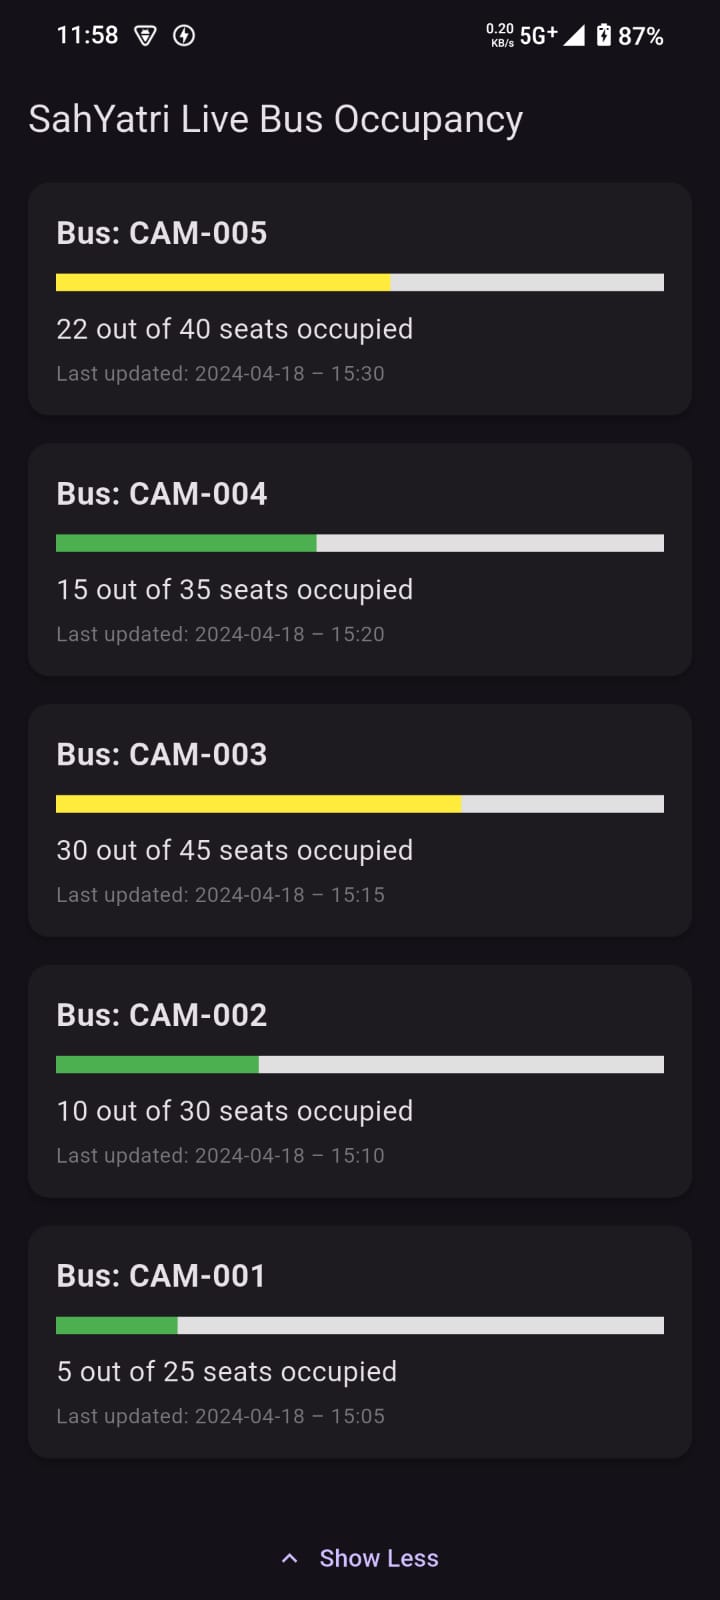 11:58
0.20
KB/s
5G+
87%
SahYatri Live Bus Occupancy
Bus: CAM-005
22 out of 40 seats occupied
Last updated: 2024-04-18 – 15:30
Bus: CAM-004
15 out of 35 seats occupied
Last updated: 2024-04-18 – 15:20
Bus: CAM-003
30 out of 45 seats occupied
Last updated: 2024-04-18 – 15:15
Bus: CAM-002
10 out of 30 seats occupied
Last updated: 2024-04-18 – 15:10
Bus: CAM-001
5 out of 25 seats occupied
Last updated: 2024-04-18 – 15:05
Show Less